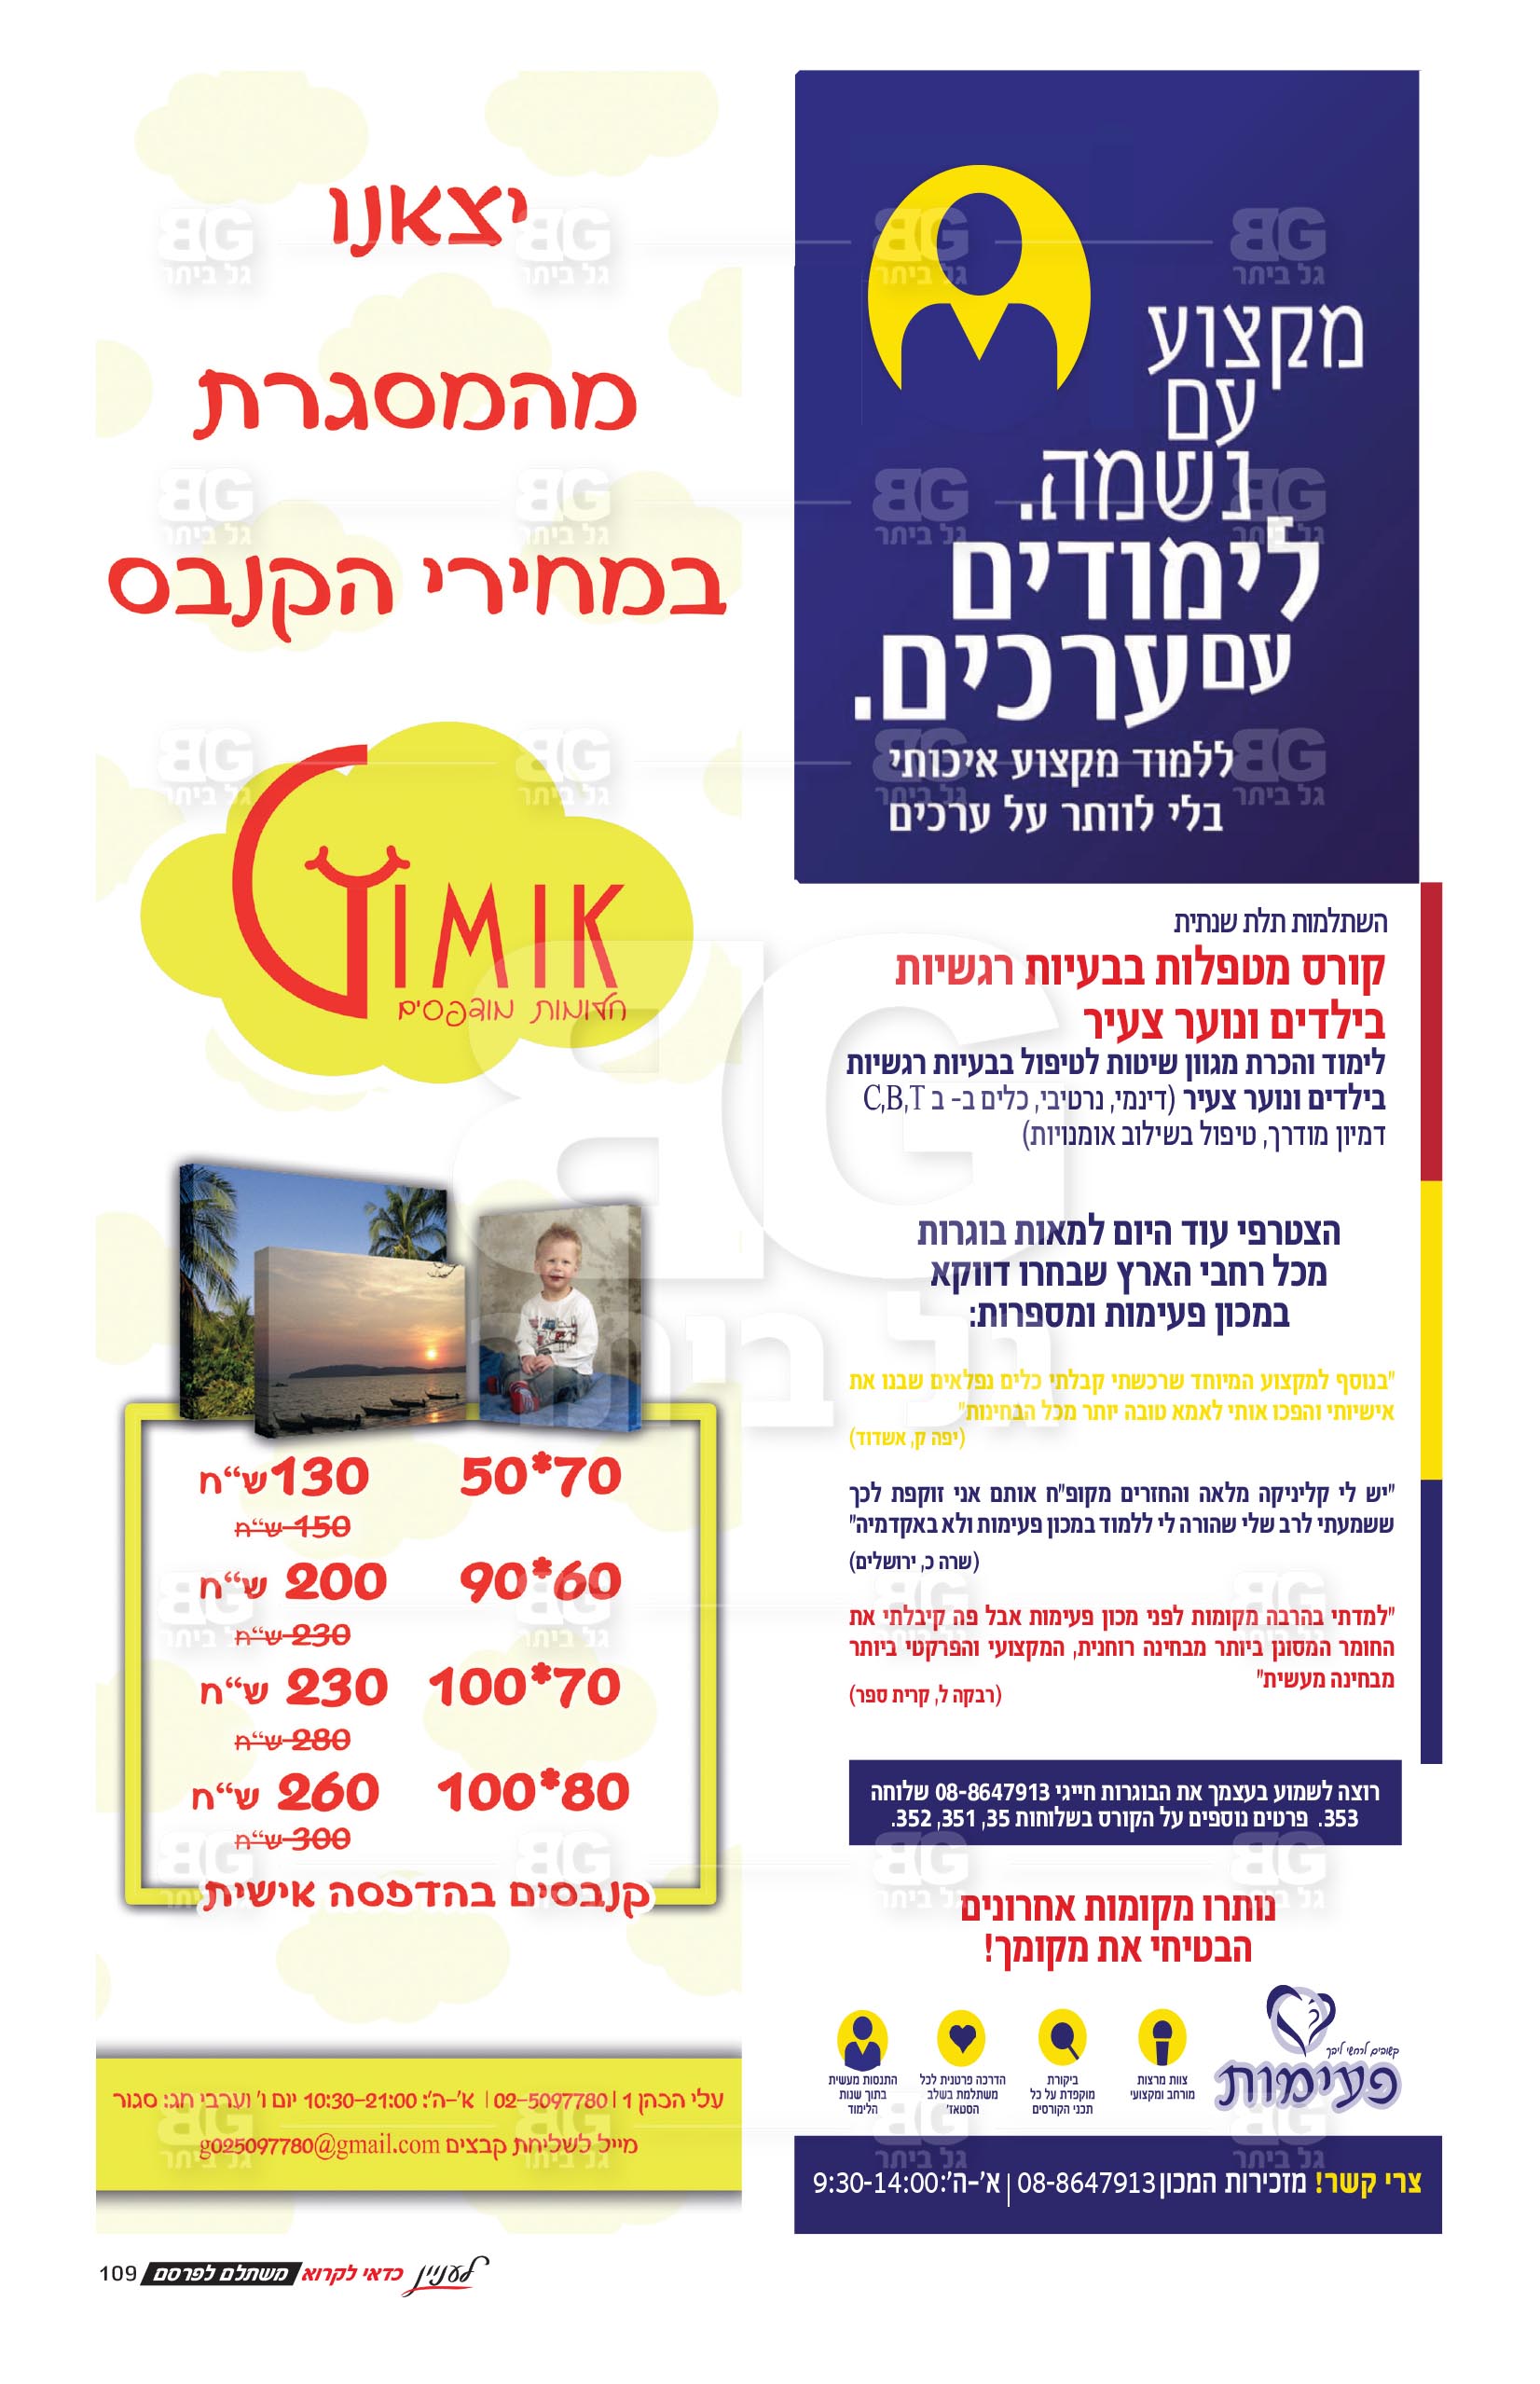 מקצוע
עם
נשמה.
לימודים
עם ערכים.
ללמוד מקצוע איכותי
בלי לוותר על ערכים
השתלמות תלת שנתית
קורס מטפלות בבעיות רגשיות
בילדים ונוער צעיר
לימוד והכרת מגוון שיטות לטיפול בבעיות רגשיות
בילדים ונוער צעיר (דינמי, נרטיבי, כלים ב- ב C,B,T
דמיון מודרך, טיפול בשילוב אומנויות)
הצטרפי עוד היום למאות בוגרות
מכל רחבי הארץ שבחרו דווקא
במכון פעימות ומספרות:
"בנוסף למקצוע המיוחד שרכשתי קבלתי כלים נפלאים שבנו את
אישיותי והפכו אותי לאמא טובה יותר מכל הבחינות"
(יפה ק, אשדוד)
"יש לי קליניקה מלאה והחזרים מקופ"ח אותם אני זוקפת לכך
ששמעתי לרב שלי שהורה לי ללמוד במכון פעימות ולא באקדמיה"
(שרה כ, ירושלים)
"למדתי בהרבה מקומות לפני מכון פעימות אבל פה קיבלתי את
החומר המסונן ביותר מבחינה רוחנית, המקצועי והפרקטי ביותר
מבחינה מעשית"
(רבקה ל, קרית ספר)
רוצה לשמוע בעצמך את הבוגרות חייגי 08-8647913 שלוחה
353. פרטים נוספים על הקורס בשלוחות 35, 351, 352.
נותרו מקומות אחרונים
הבטיחי את מקומך!
קשובים לרחשי ליבך
פעימות
צוות מרצות
מורחב ומקצועי
ביקורת
מוקפדת על כל
תכני הקורסים
הדרכה פרטנית לכל
משתלמת בשלב
הסטאז'
התנסות מעשית
בתוך שנות
הלימוד
צרי קשר! מזכירות המכון 08-8647913 | א'-ה': 9:30-14:00
יצאנו
מהמסגרת
במחירי הקנבס
GIMIK
חלומות מודפסים
50*70 130 ש"ח
150 ש"ח
90*60 200 ש"ח
230 ש"ח
100*70 230 ש"ח
280 ש"ח
100*80 260 ש"ח
300 ש"ח
קנבסים בהדפסה אישית
עלי הכהן 1 | 02-5097780 | א'-ה': 10:30-21:00 יום ו' וערבי חג: סגור
מייל לשליחת קבצים g025097780@gmail.com
לעניין כדאי לקרוא משתלם לפרסם 109
BG
גל ביתר